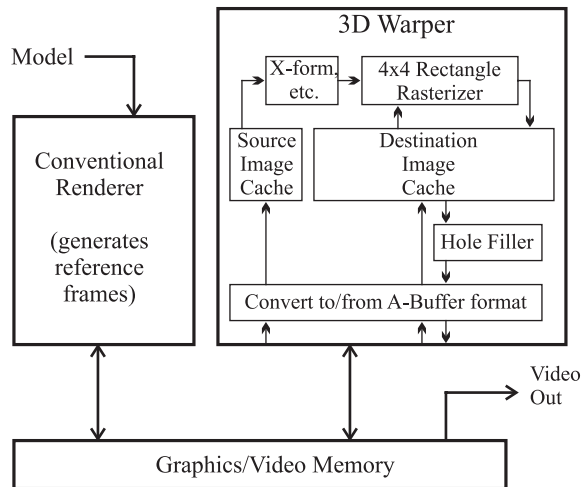 3D Warper
Model
X-form,
etc.
4x4 Rectangle
Rasterizer
Conventional
Renderer
(generates
reference
frames)
Source
Image
Cache
Destination
Image
Cache
Hole Filler
Convert to/from A-Buffer format
Video
Out
Graphics/Video Memory